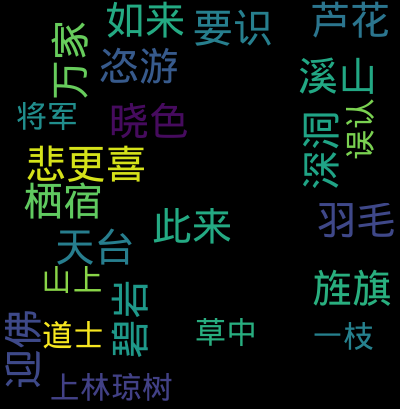 如来
要识
芦花
万家
恣游
溪山
将军
晓色
误认
深洞
悲更喜
栖宿
此来
羽毛
天台
山上
旌旗
碧岩
迎佛
道士
草中
一枝
上林琼树